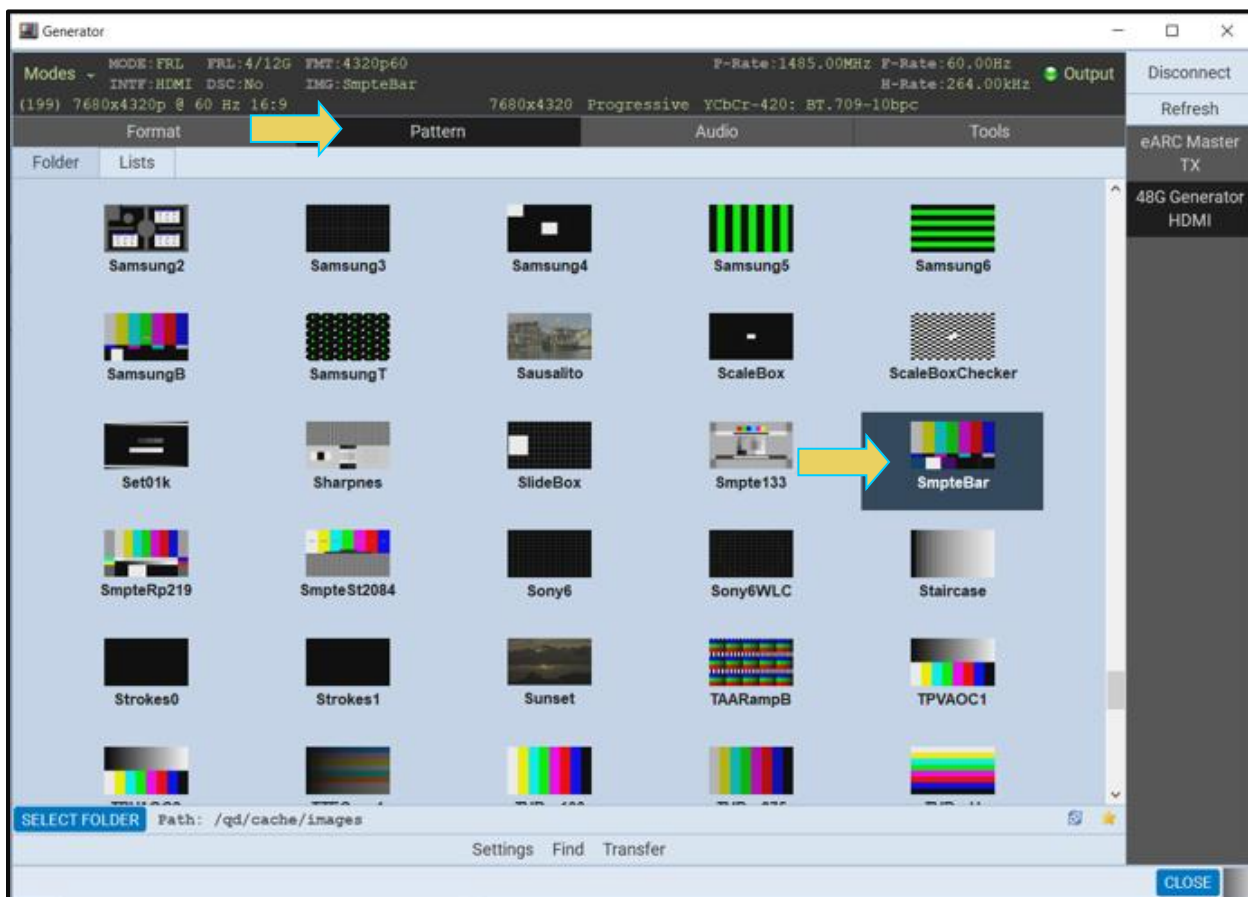 Generator
Modes
MODE:FRL FRL:4/12G FMT:4320p60
INTF:HDMI DSC:No IMG:SmpteBar
P-Rate:1485.00MHz F-Rate:60.00Hz
H-Rate:264.00kHz
Output
(199) 7680x4320p @ 60 Hz 16:9
7680x4320 Progressive YCbCr-420: BT.709-10bpc
Disconnect
Refresh
Format Pattern Audio Tools
eARC Master
TX
Folder Lists
48G Generator
HDMI
Samsung2 Samsung3 Samsung4 Samsung5 Samsung6
SamsungB SamsungT Sausalito ScaleBox ScaleBoxChecker
Set01k Sharpnes SlideBox Smpte133 SmpteBar
SmpteRp219 SmpteSt2084 Sony6 Sony6WLC Staircase
Strokes0 Strokes1 Sunset TAARampB TPVAOC1
SELECT FOLDER Path: /qd/cache/images
Settings Find Transfer
CLOSE